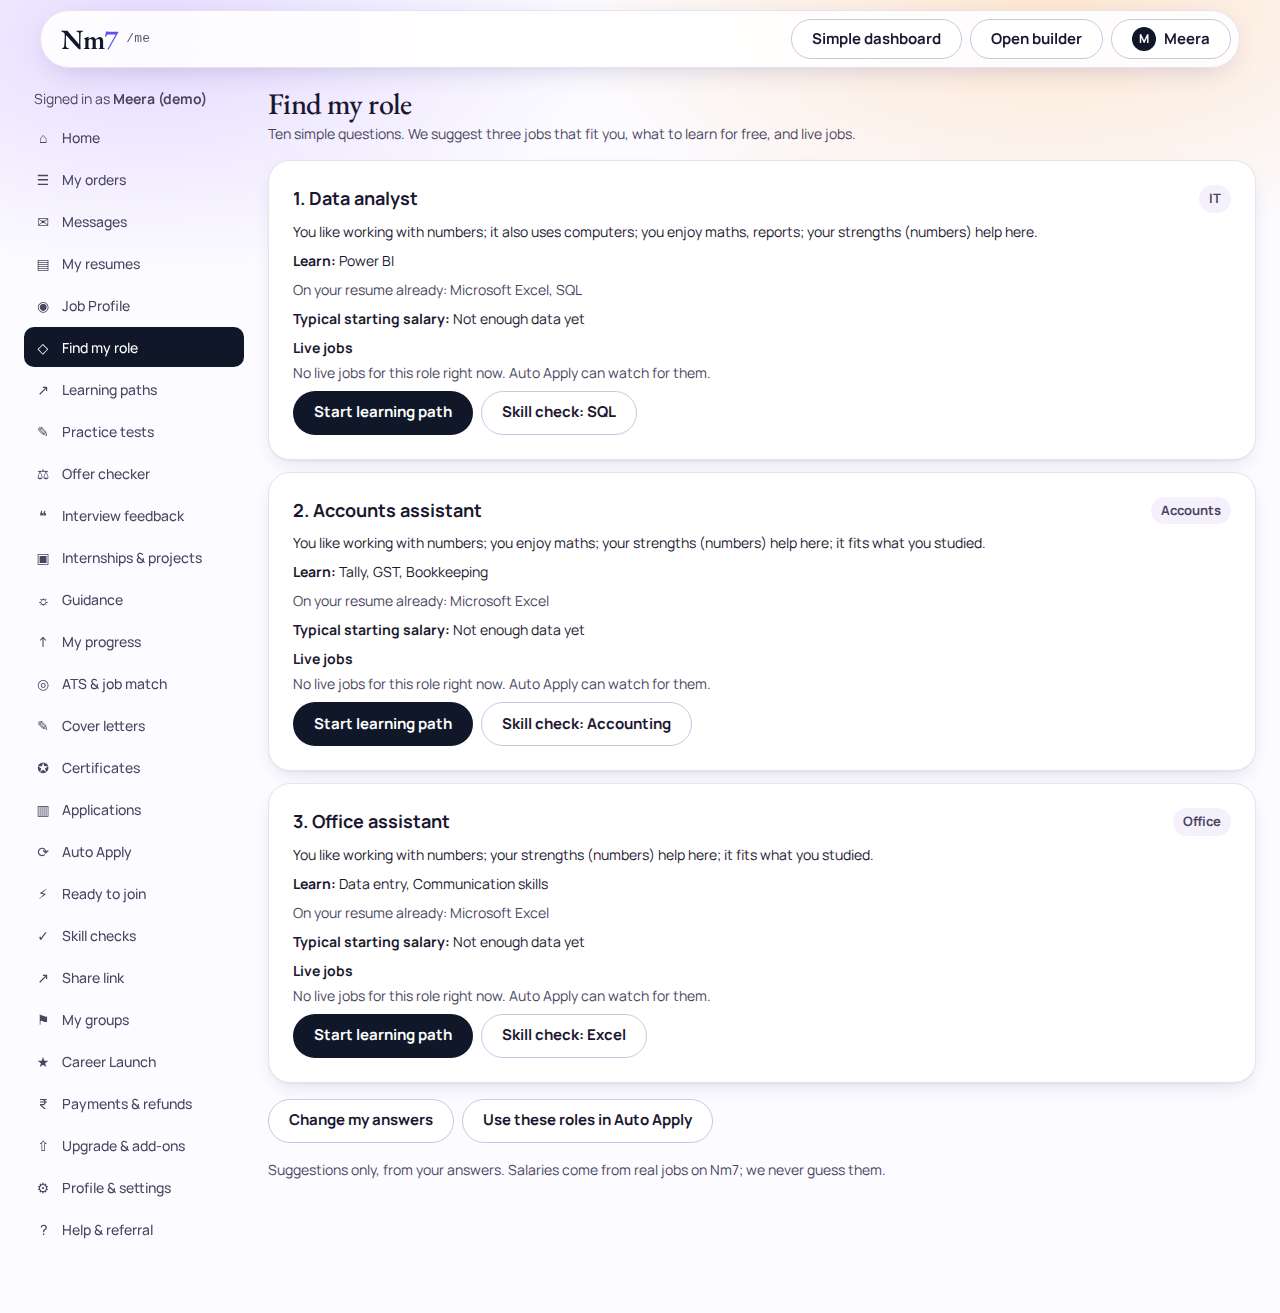 Nm7 /me
Simple dashboard
Open builder
M Meera
Signed in as Meera (demo)
Home
My orders
Messages
My resumes
Job Profile
Find my role
Learning paths
Practice tests
Offer checker
Interview feedback
Internships & projects
Guidance
My progress
ATS & job match
Cover letters
Certificates
Applications
Auto Apply
Ready to join
Skill checks
Share link
My groups
Career Launch
₹ Payments & refunds
Upgrade & add-ons
Profile & settings
? Help & referral
Find my role
Ten simple questions. We suggest three jobs that fit you, what to learn for free, and live jobs.
1. Data analyst
IT
You like working with numbers; it also uses computers; you enjoy maths, reports; your strengths (numbers) help here.
Learn: Power BI
On your resume already: Microsoft Excel, SQL
Typical starting salary: Not enough data yet
Live jobs
No live jobs for this role right now. Auto Apply can watch for them.
Start learning path
Skill check: SQL
2. Accounts assistant
Accounts
You like working with numbers; you enjoy maths; your strengths (numbers) help here; it fits what you studied.
Learn: Tally, GST, Bookkeeping
On your resume already: Microsoft Excel
Typical starting salary: Not enough data yet
Live jobs
No live jobs for this role right now. Auto Apply can watch for them.
Start learning path
Skill check: Accounting
3. Office assistant
Office
You like working with numbers; your strengths (numbers) help here; it fits what you studied.
Learn: Data entry, Communication skills
On your resume already: Microsoft Excel
Typical starting salary: Not enough data yet
Live jobs
No live jobs for this role right now. Auto Apply can watch for them.
Start learning path
Skill check: Excel
Change my answers
Use these roles in Auto Apply
Suggestions only, from your answers. Salaries come from real jobs on Nm7; we never guess them.